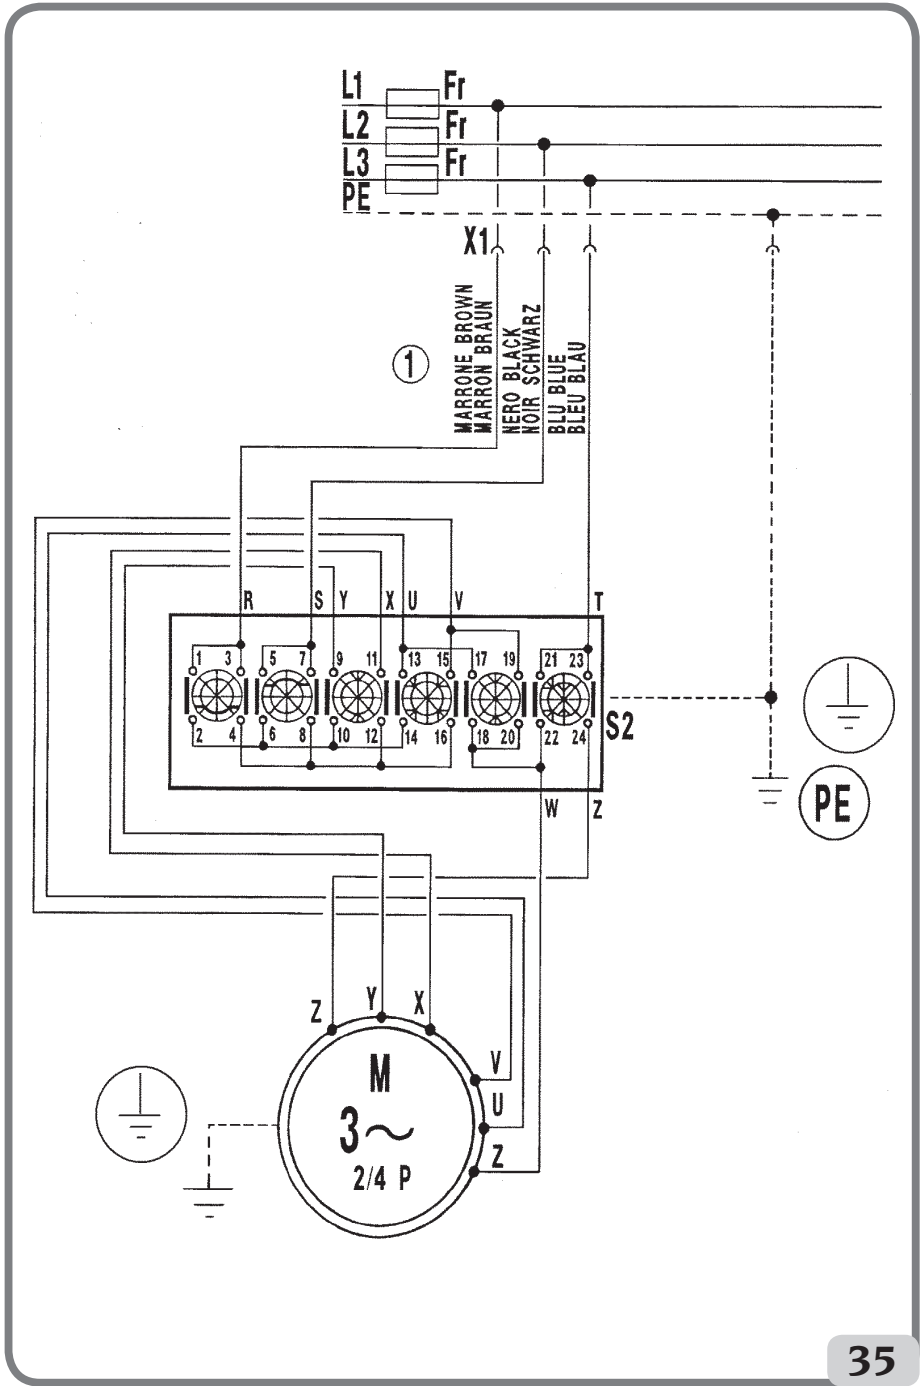 L1 Fr
L2 Fr
L3 Fr
PE
X1
MARRONE BROWN
MARRON BRAUN
NERO BLACK
NOIR SCHWARZ
BLU BLUE
BLEU BLAU
1
R S Y X U V T
1 3 5 7 9 11 13 15 17 19 21 23
2 4 6 8 10 12 14 16 18 20 22 24
S2
W Z
PE
Z Y X
M
3~
2/4 P
V
U
Z
35